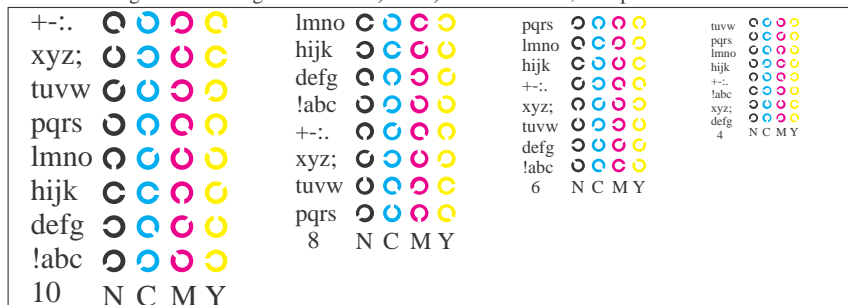 +-:.
xyz;
tuvw
pqrs
lmno
hijk
defg
!abc
10 N C M Y
lmno
hijk
defg
!abc
+-:.
xyz;
tuvw
pqrs
8 N C M Y
pqrs
lmno
hijk
+-:.
xyz;
tuvw
defg
!abc
6 N C M Y
tuvw
pqrs
lmno
hijk
+-:.
!abc
xyz;
defg
4 N C M Y